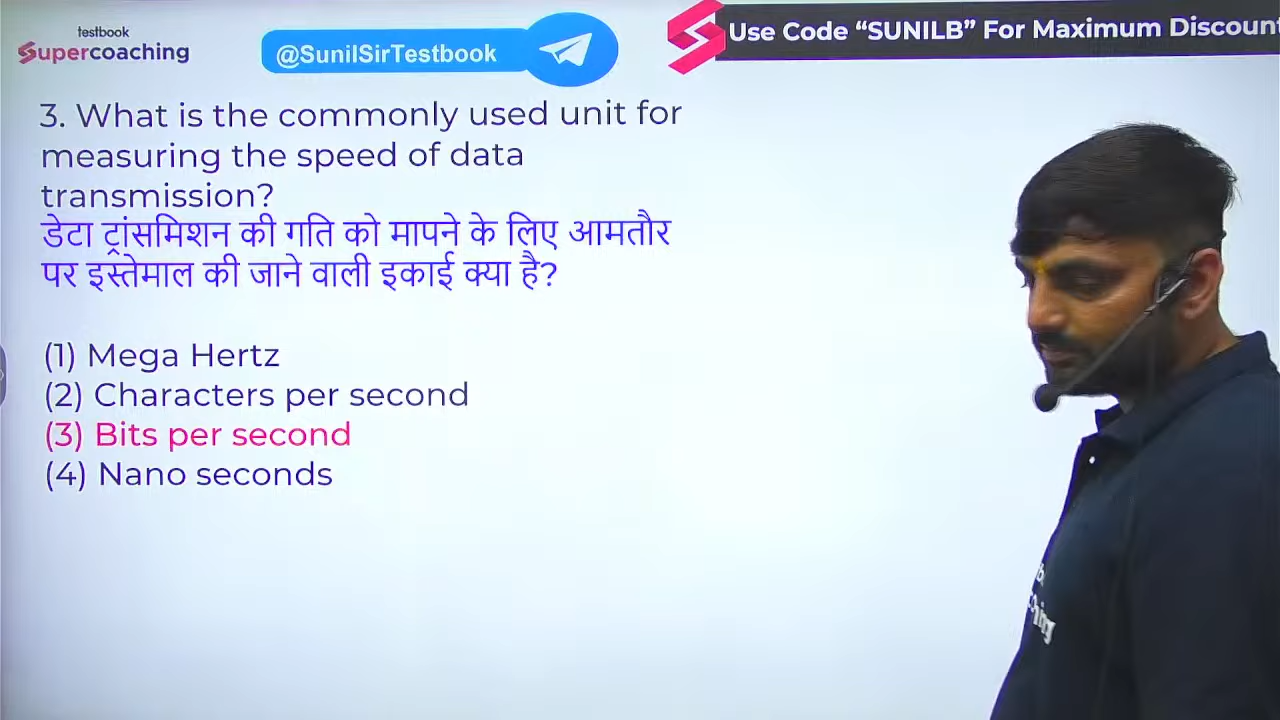 testbook
Supercoaching
@SunilSirTestbook
Use Code “SUNILB” For Maximum Discount
3. What is the commonly used unit for
measuring the speed of data
transmission?
डेटा ट्रांसमिशन की गति को मापने के लिए आमतौर
पर इस्तेमाल की जाने वाली इकाई क्या है?
(1) Mega Hertz
(2) Characters per second
(3) Bits per second
(4) Nano seconds